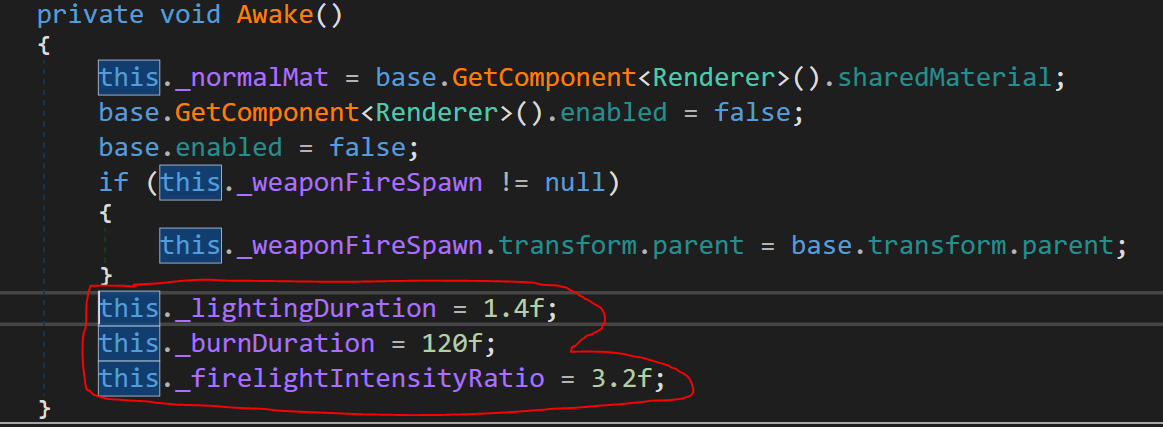 private void Awake()
{
this._normalMat = base.GetComponent<Renderer>().sharedMaterial;
base.GetComponent<Renderer>().enabled = false;
base.enabled = false;
if (this._weaponFireSpawn != null)
{
this._weaponFireSpawn.transform.parent = base.transform.parent;
}
this._lightingDuration = 1.4f;
this._burnDuration = 120f;
this._firelightIntensityRatio = 3.2f;
}